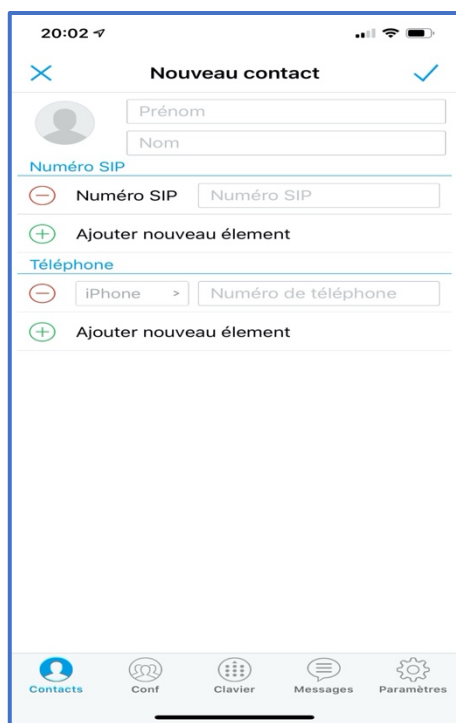 20:02
Nouveau contact
Prénom
Nom
Numéro SIP
Numéro SIP Numéro SIP
Ajouter nouveau élement
Téléphone
iPhone > Numéro de téléphone
Ajouter nouveau élement
Contacts Conf Clavier Messages Paramètres